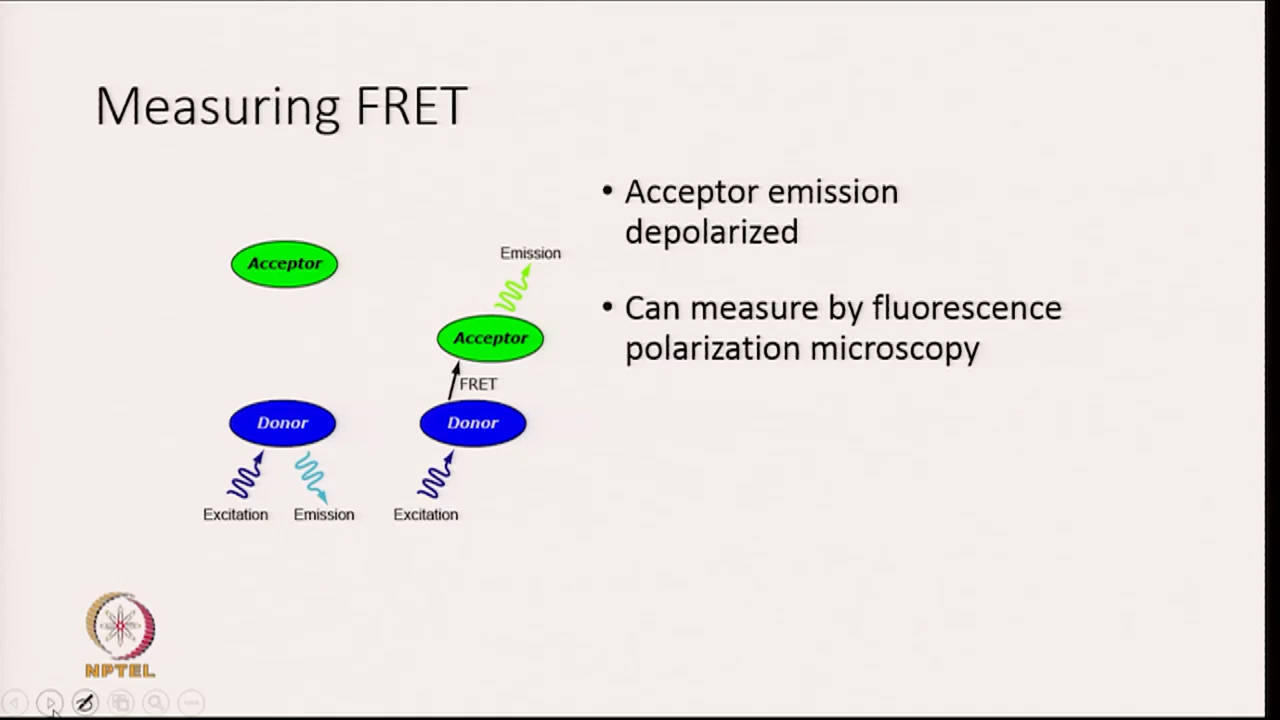 Measuring FRET
• Acceptor emission
depolarized
• Can measure by fluorescence
polarization microscopy
Acceptor
Donor
Excitation
Emission
Emission
Acceptor
FRET
Donor
Excitation
NPTEL